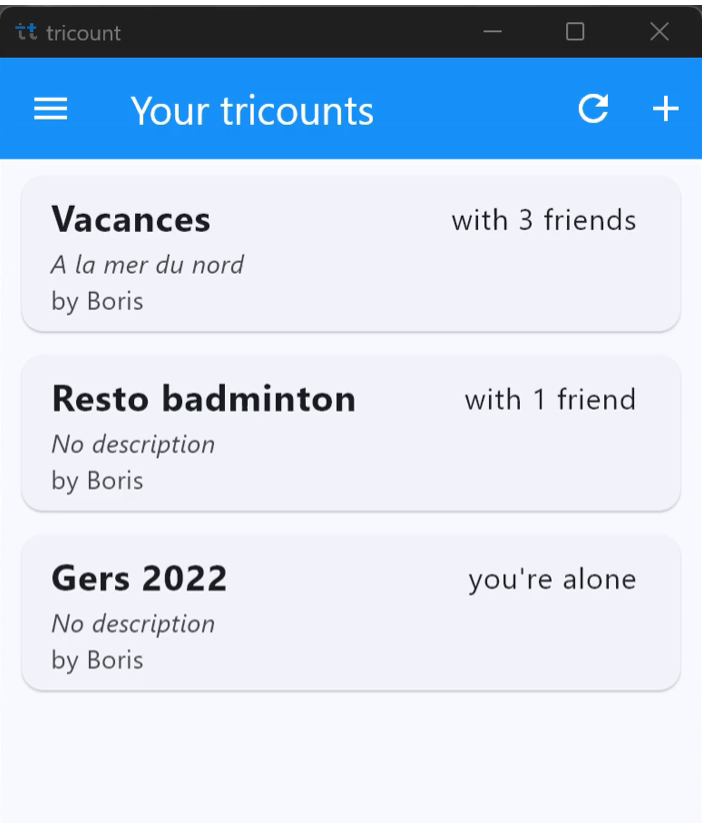 tricount
Your tricounts
Vacances
with 3 friends
A la mer du nord
by Boris
Resto badminton
with 1 friend
No description
by Boris
Gers 2022
you're alone
No description
by Boris